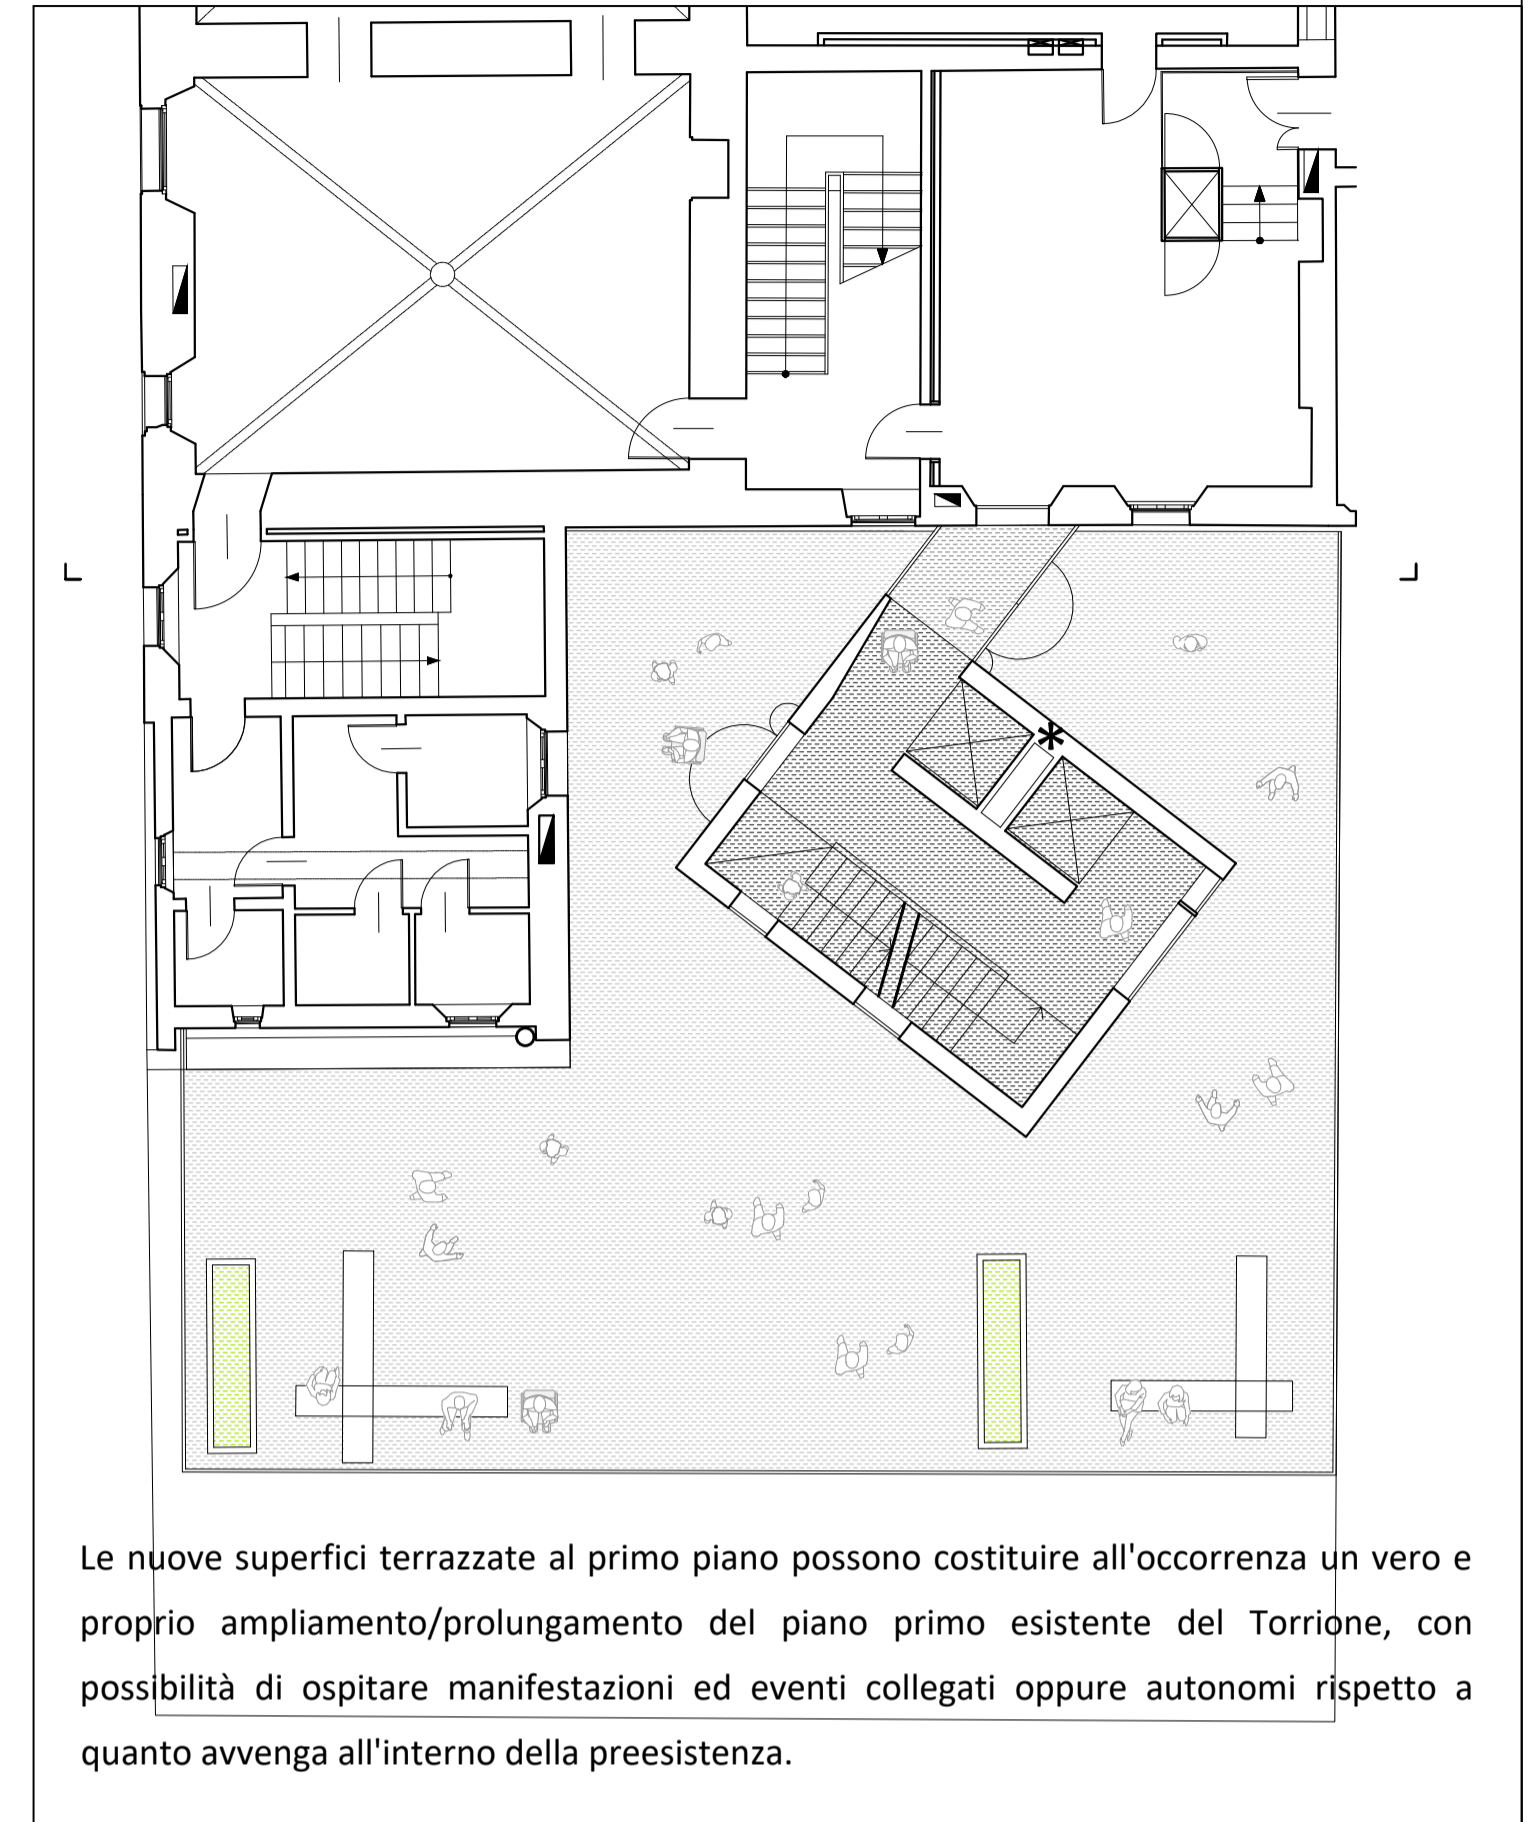 *
Le nuove superfici terrazzate al primo piano possono costituire all'occorrenza un vero e
proprio ampliamento/prolungamento del piano primo esistente del Torrione, con
possibilità di ospitare manifestazioni ed eventi collegati oppure autonomi rispetto a
quanto avvenga all'interno della preesistenza.